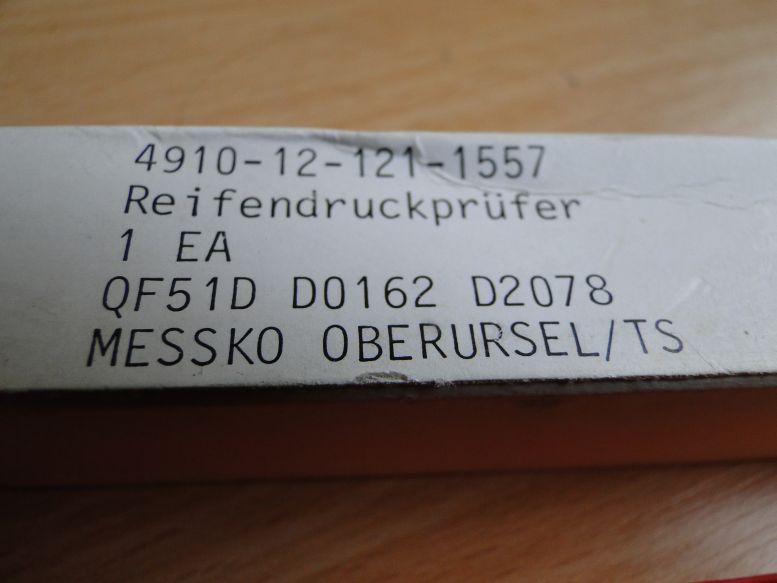 4910-12-121-1557
Reifendruckprüfer
1 EA
QF51D D0162 D2078
MESSKO OBERURSEL/TS